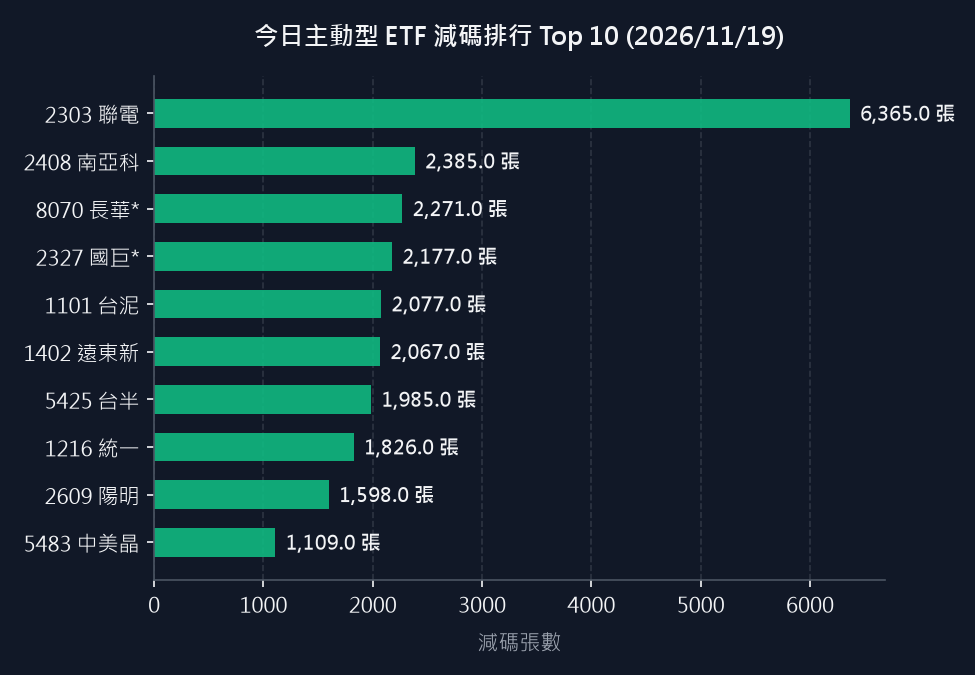 今日主動型 ETF 減碼排行 Top 10 (2026/11/19)
2303 聯電 6,365.0 張
2408 南亞科 2,385.0 張
8070 長華* 2,271.0 張
2327 國巨* 2,177.0 張
1101 台泥 2,077.0 張
1402 遠東新 2,067.0 張
5425 台半 1,985.0 張
1216 統一 1,826.0 張
2609 陽明 1,598.0 張
5483 中美晶 1,109.0 張
0 1000 2000 3000 4000 5000 6000
減碼張數